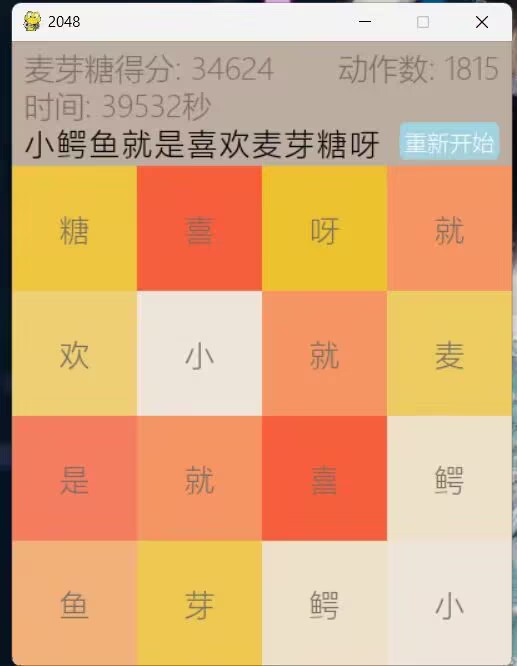 2048
麦芽糖得分: 34624 动作数: 1815
时间: 39532秒
小鳄鱼就是喜欢麦芽糖呀 重新开始
糖 喜 呀 就
欢 小 就 麦
是 就 喜 鳄
鱼 芽 鳄 小